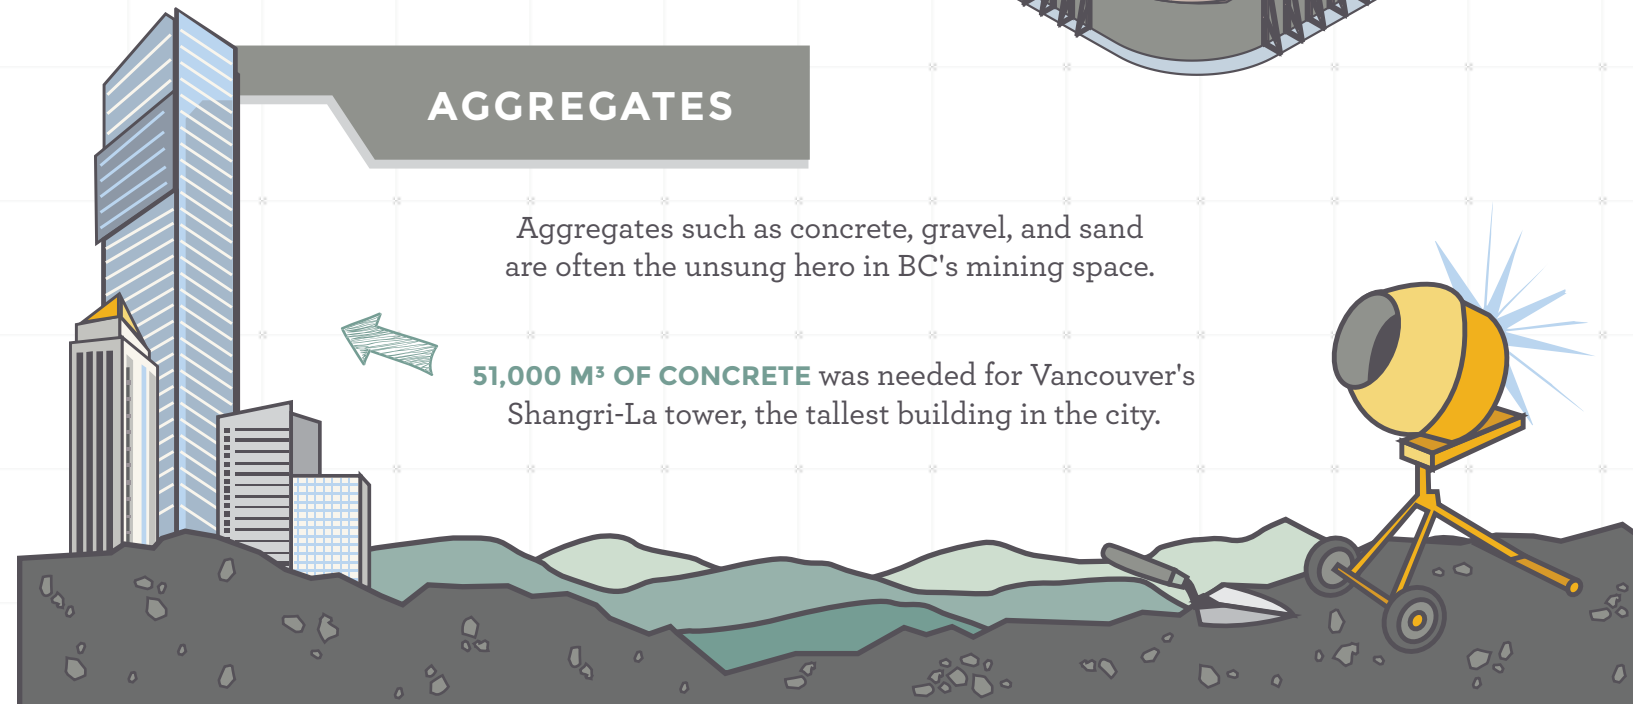 AGGREGATES
Aggregates such as concrete, gravel, and sand
are often the unsung hero in BC's mining space.
51,000 M³ OF CONCRETE was needed for Vancouver's
Shangri-La tower, the tallest building in the city.